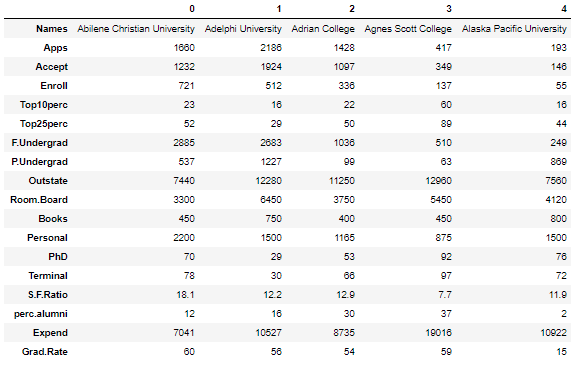 0 1 2 3 4
Names Abilene Christian University Adelphi University Adrian College Agnes Scott College Alaska Pacific University
Apps 1660 2186 1428 417 193
Accept 1232 1924 1097 349 146
Enroll 721 512 336 137 55
Top10perc 23 16 22 60 16
Top25perc 52 29 50 89 44
F.Undergrad 2885 2683 1036 510 249
P.Undergrad 537 1227 99 63 869
Outstate 7440 12280 11250 12960 7560
Room.Board 3300 6450 3750 5450 4120
Books 450 750 400 450 800
Personal 2200 1500 1165 875 1500
PhD 70 29 53 92 76
Terminal 78 30 66 97 72
S.F.Ratio 18.1 12.2 12.9 7.7 11.9
perc.alumni 12 16 30 37 2
Expend 7041 10527 8735 19016 10922
Grad.Rate 60 56 54 59 15